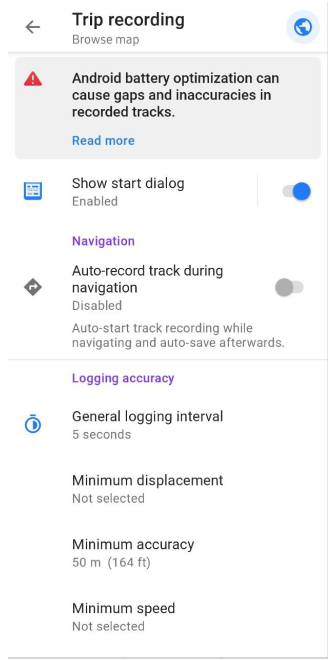 Trip recording
Browse map
Android battery optimization can
cause gaps and inaccuracies in
recorded tracks.
Read more
Show start dialog
Enabled
Navigation
Auto-record track during
navigation
Disabled
Auto-start track recording while
navigating and auto-save afterwards.
Logging accuracy
General logging interval
5 seconds
Minimum displacement
Not selected
Minimum accuracy
50 m (164 ft)
Minimum speed
Not selected